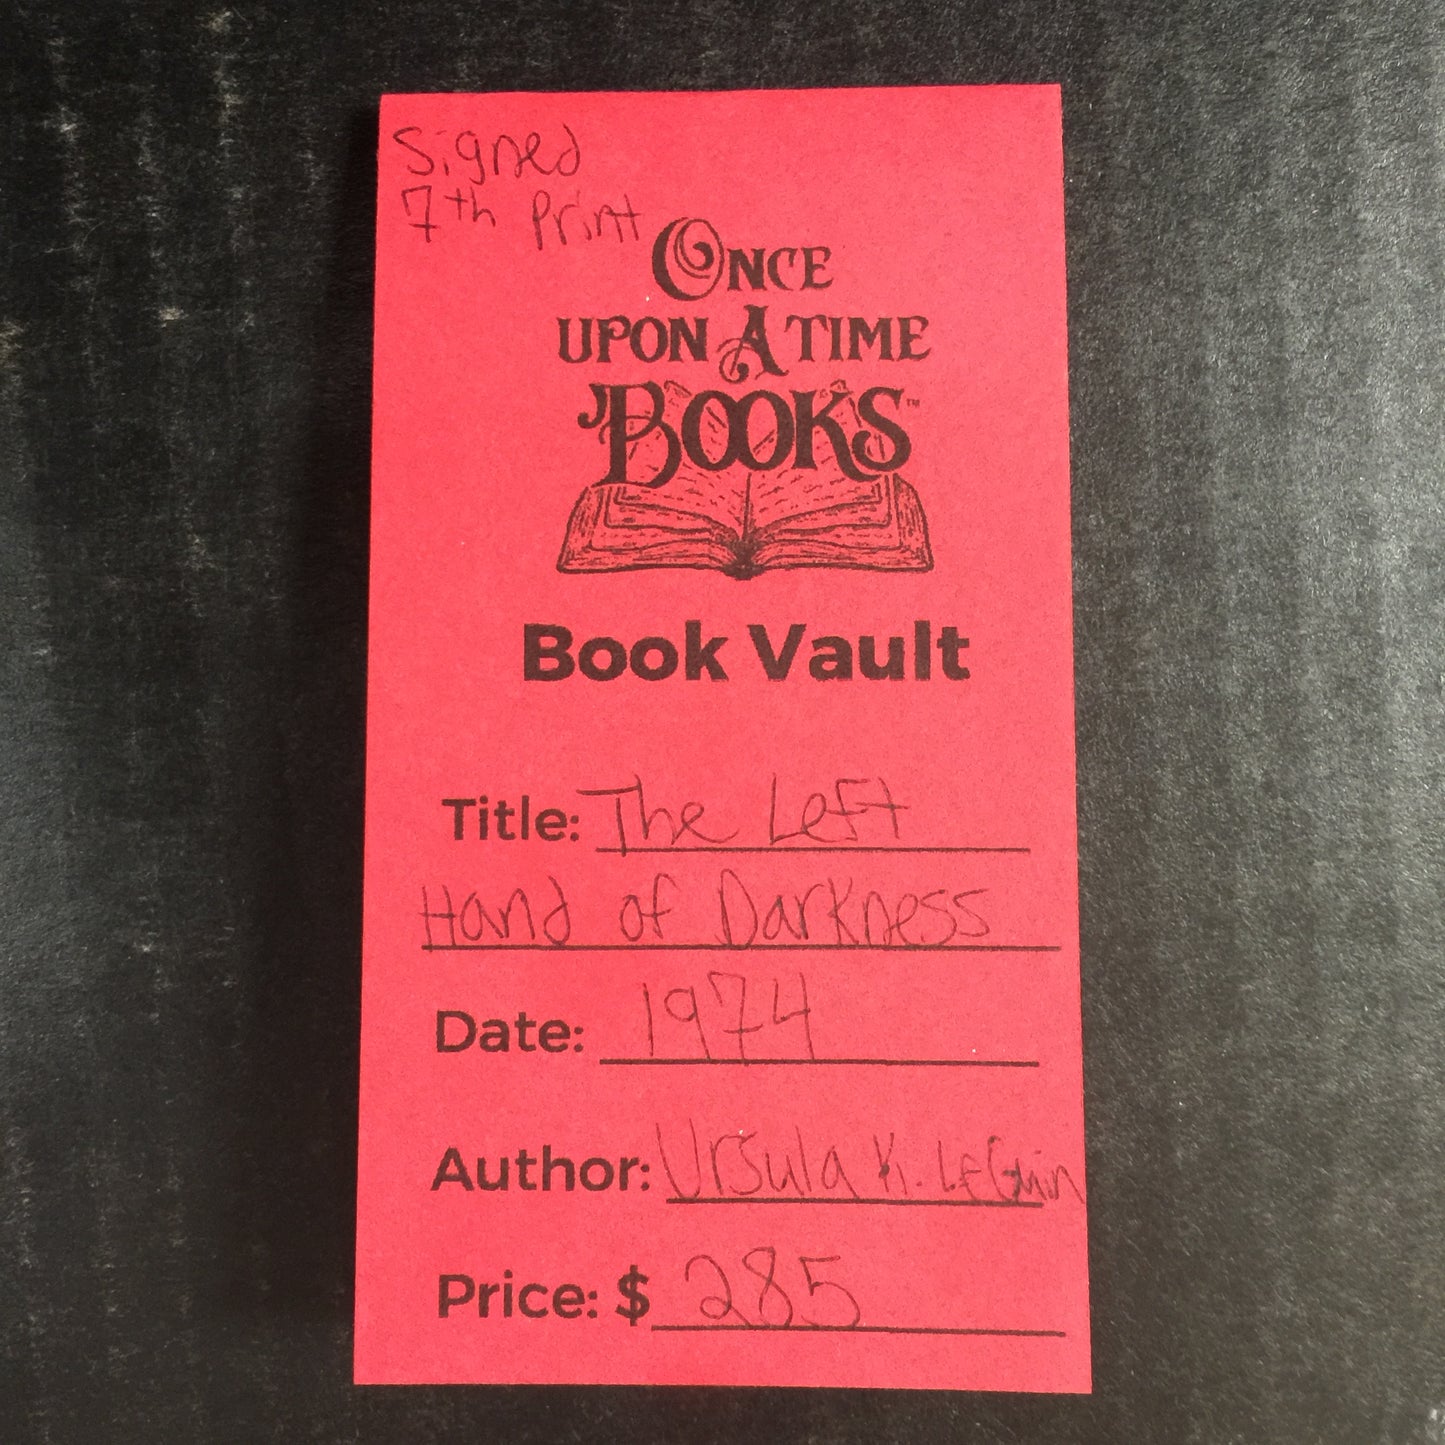 Signed
7th Print
ONCE
UPON A TIME
BOOKS™
Book Vault
Title: The Left
Hand of Darkness
Date: 1974
Author: Ursula K. LeGuin
Price: $ 285